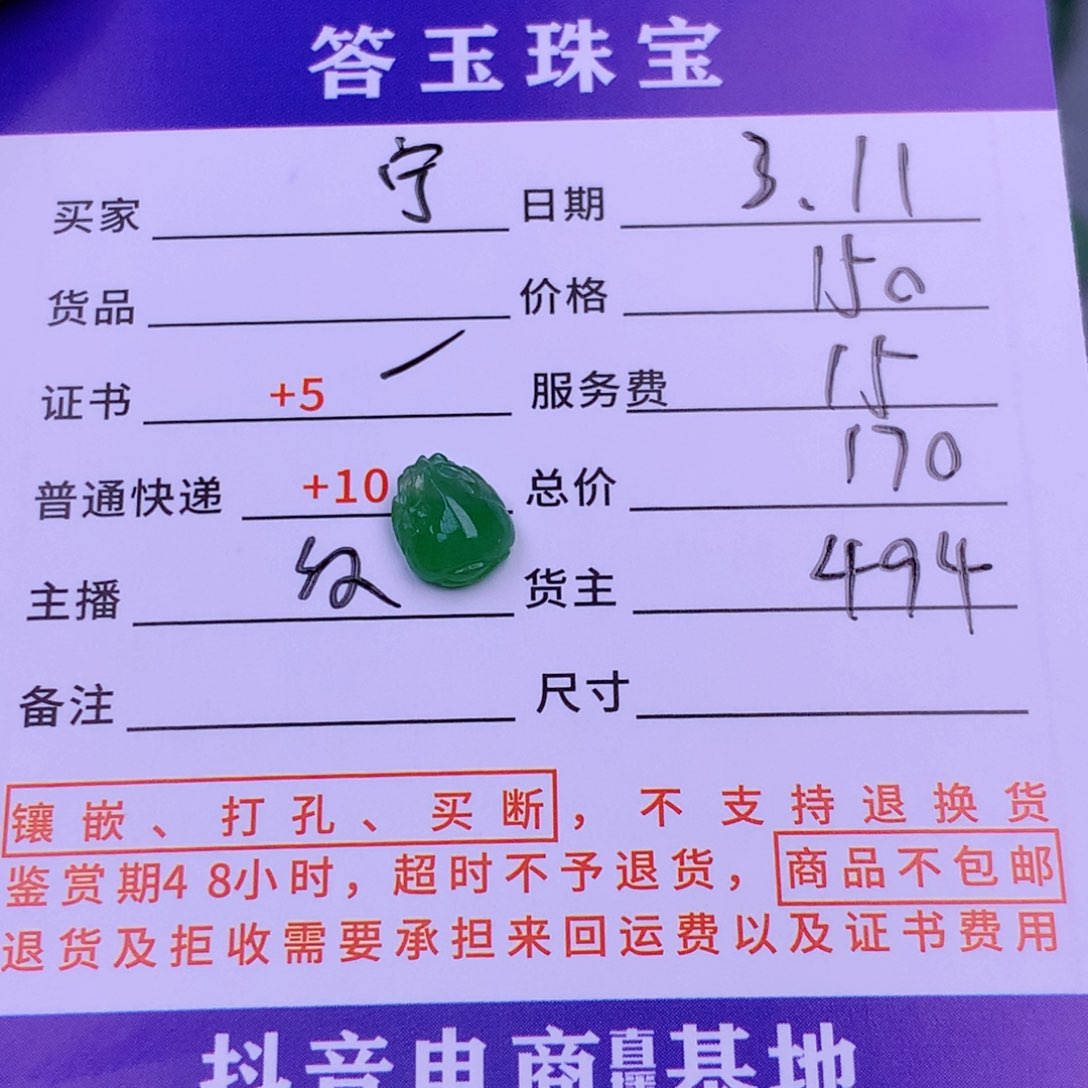 答玉珠宝
买家 宁 日期 3.11
货品 价格 150
证书 +5 服务费 15
普通快递 +10 总价 170
主播 货主 494
备注 尺寸
镶嵌、打孔、买断，不支持退换货
鉴赏期48小时，超时不予退货，商品不包邮
退货及拒收需要承担来回运费以及证书费用
抖音电商直播基地